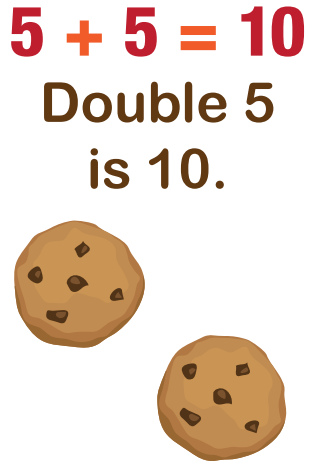 5 + 5 = 10
Double 5
is 10.